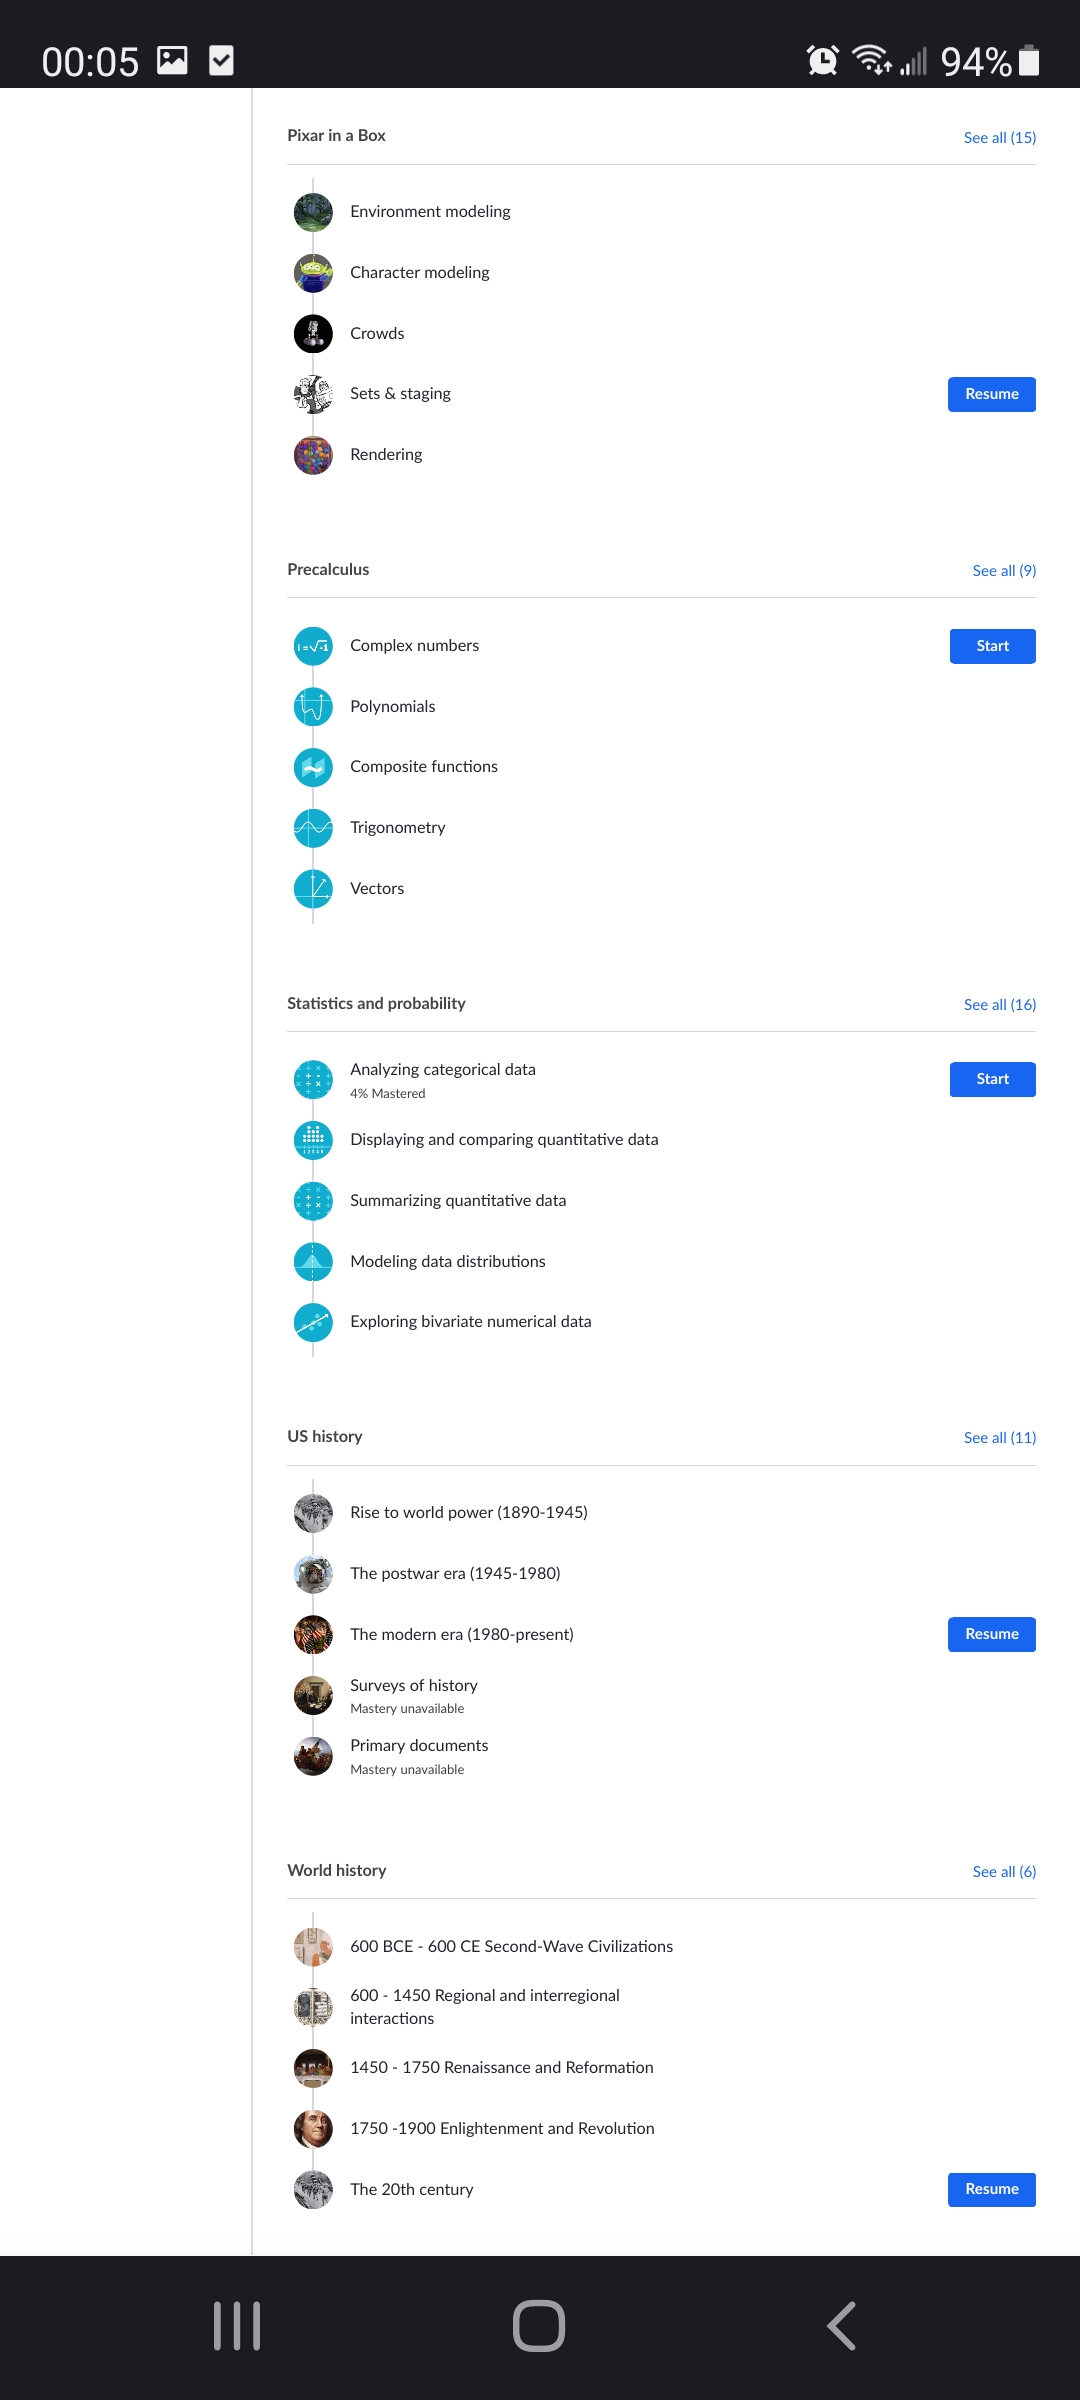 00:05
94%
Pixar in a Box
See all (15)
Environment modeling
Character modeling
Crowds
Sets & staging
Resume
Rendering
Precalculus
See all (9)
i=√-1
Complex numbers
Start
Polynomials
Composite functions
Trigonometry
Vectors
Statistics and probability
See all (16)
Analyzing categorical data
4% Mastered
Start
Displaying and comparing quantitative data
Summarizing quantitative data
Modeling data distributions
Exploring bivariate numerical data
US history
See all (11)
Rise to world power (1890-1945)
The postwar era (1945-1980)
The modern era (1980-present)
Resume
Surveys of history
Mastery unavailable
Primary documents
Mastery unavailable
World history
See all (6)
600 BCE - 600 CE Second-Wave Civilizations
600 - 1450 Regional and interregional
interactions
1450 - 1750 Renaissance and Reformation
1750 -1900 Enlightenment and Revolution
The 20th century
Resume